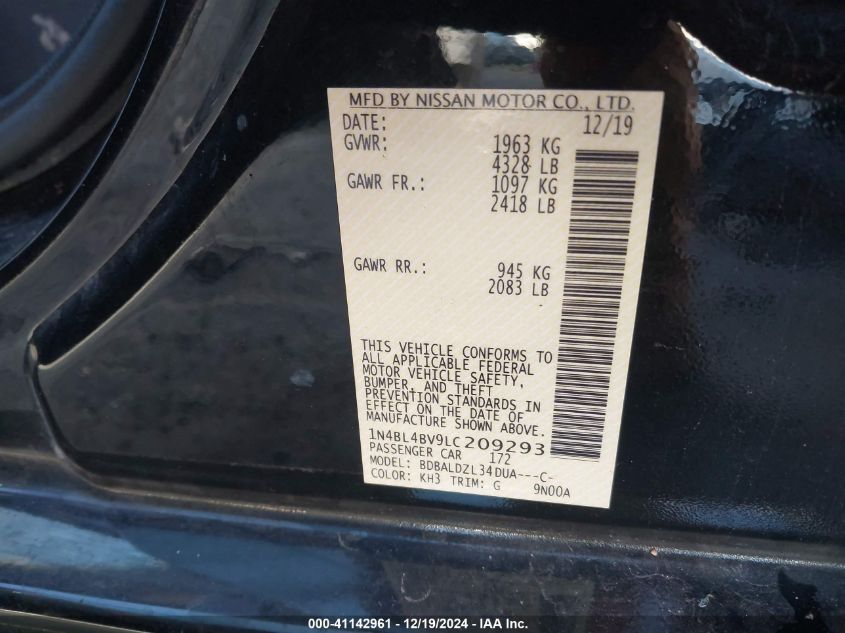 MFD BY NISSAN MOTOR CO., LTD.
DATE: 12/19
GVWR: 1963 KG
4328 LB
GAWR FR.: 1097 KG
2418 LB
GAWR RR.: 945 KG
2083 LB
THIS VEHICLE CONFORMS TO
ALL APPLICABLE FEDERAL
MOTOR VEHICLE SAFETY,
BUMPER, AND THEFT
PREVENTION STANDARDS IN
EFFECT ON THE DATE OF
MANUFACTURE SHOWN ABOVE.
1N4BL4BV9LC209293
PASSENGER CAR 172
MODEL: BDBALDZL34DUA---C-
COLOR: KH3 TRIM: G 9N00A
000-41142961 - 12/19/2024 - IAA Inc.